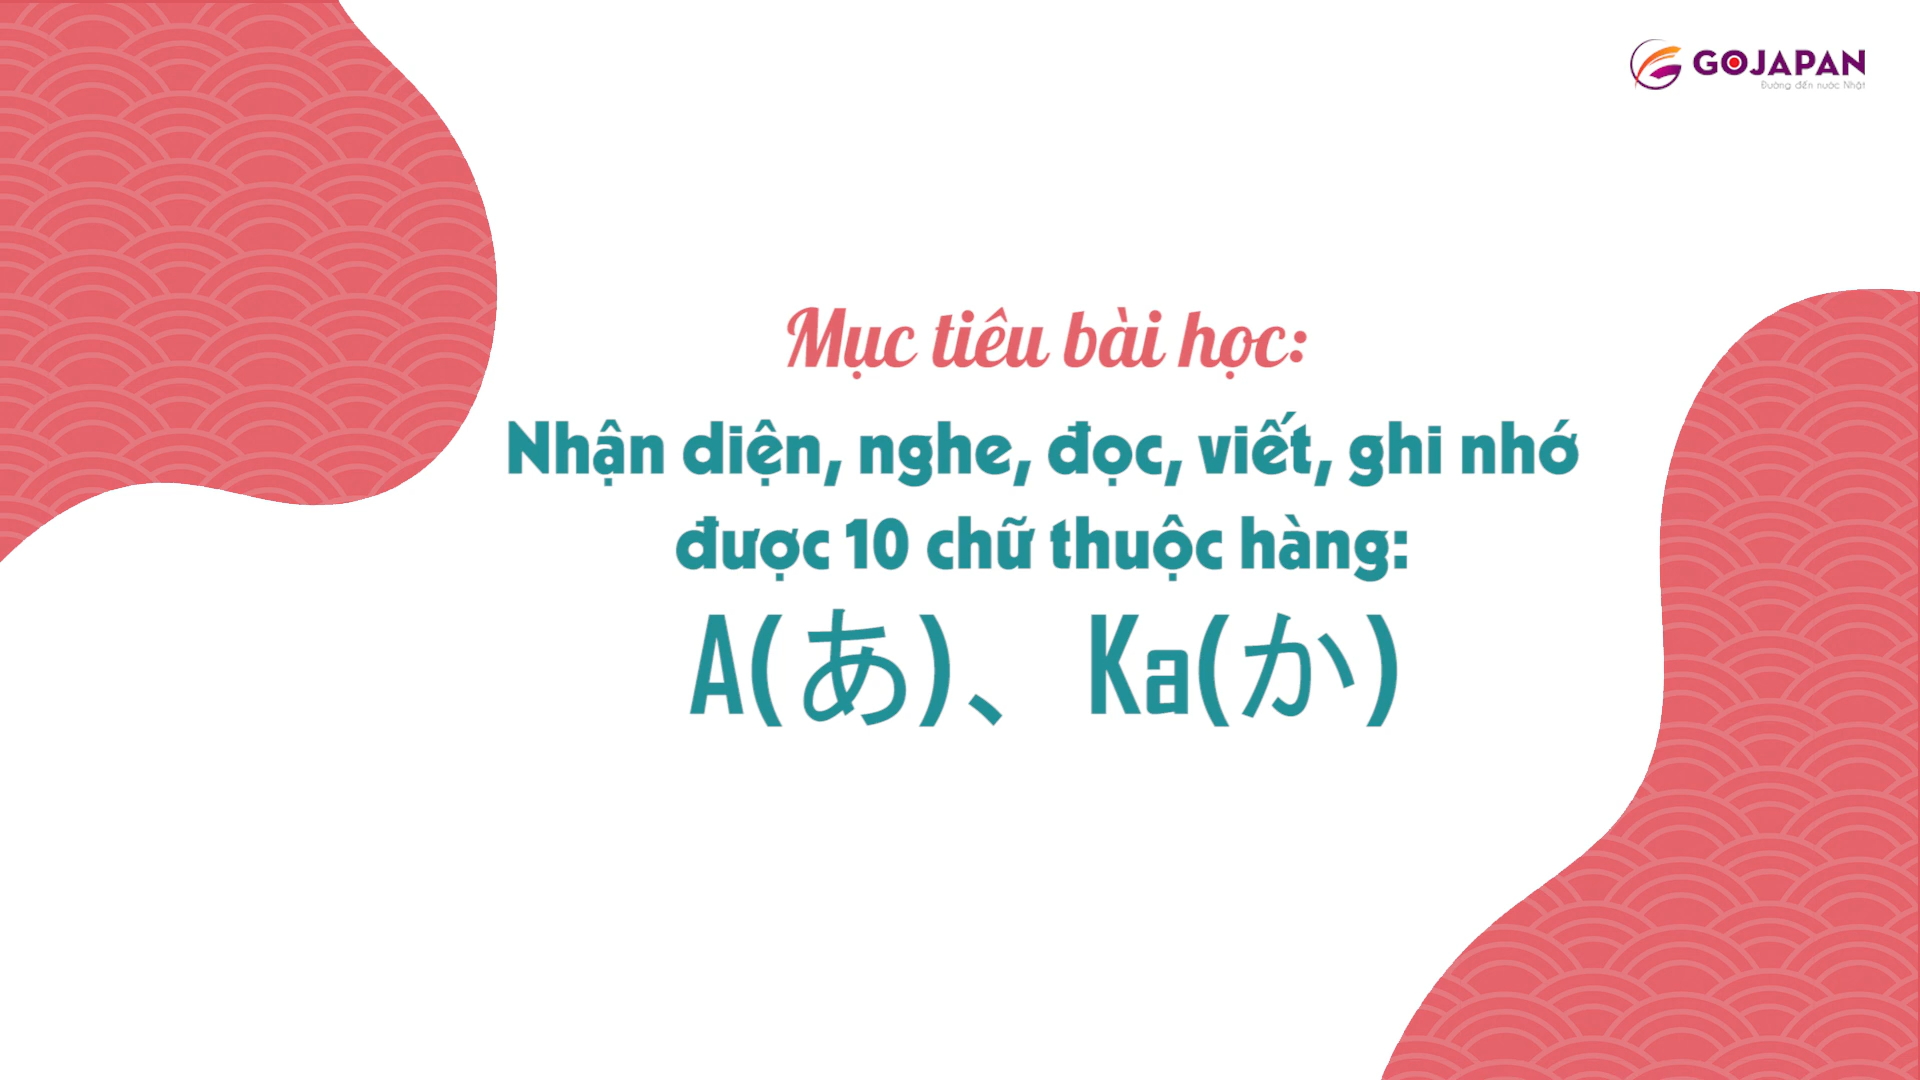 GOJAPAN
Đường đến nước Nhật
Mục tiêu bài học:
Nhận diện, nghe, đọc, viết, ghi nhớ
được 10 chữ thuộc hàng:
A(あ)、Ka(か)